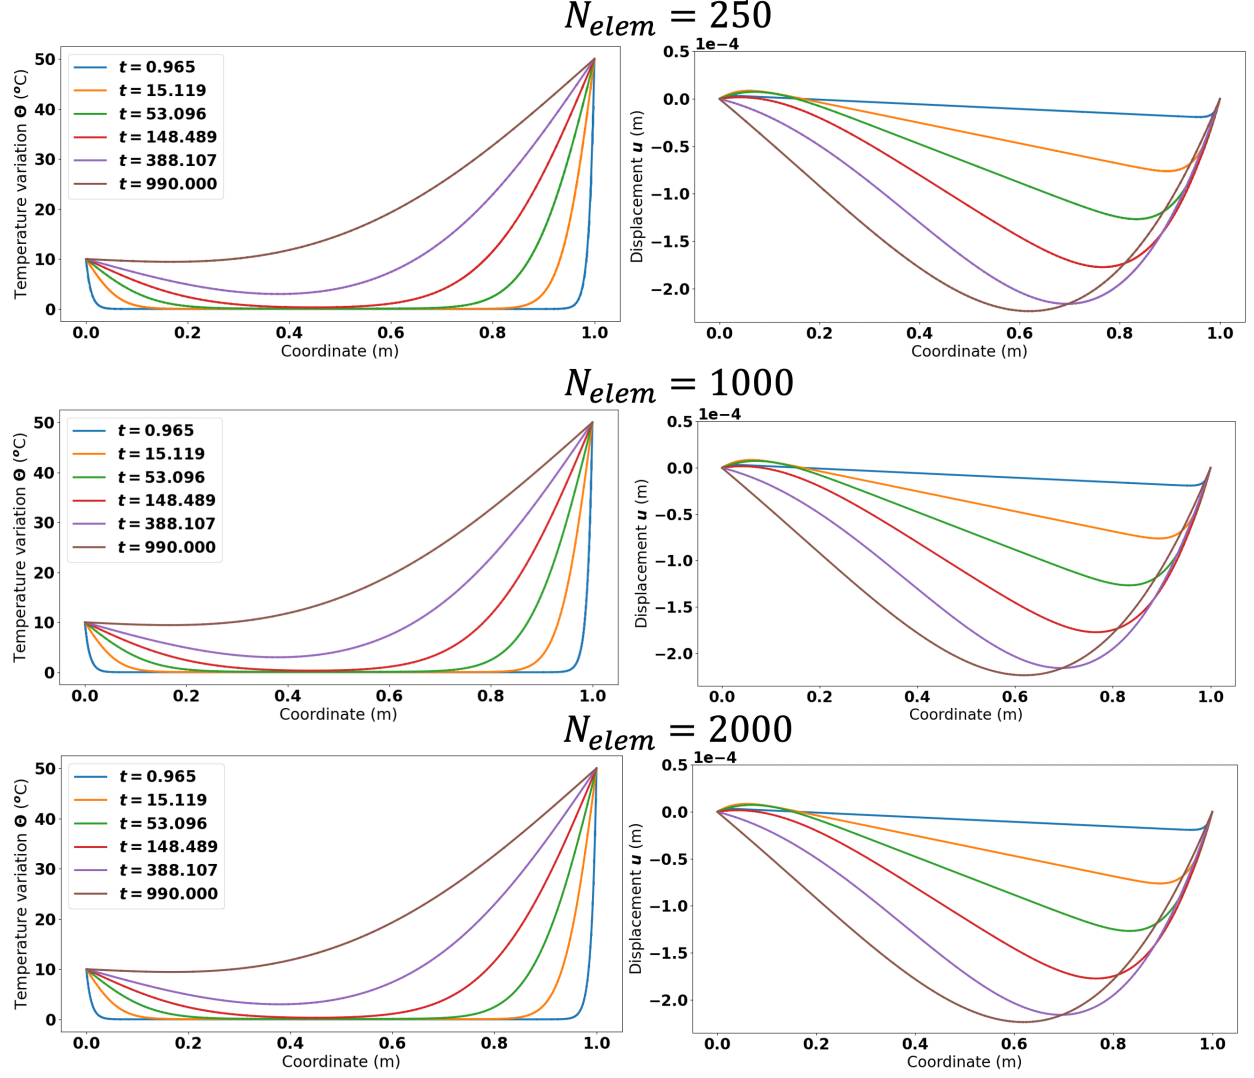 N_elem = 250
Temperature variation Θ (°C)
50
40
30
20
10
0
t = 0.965
t = 15.119
t = 53.096
t = 148.489
t = 388.107
t = 990.000
0.0 0.2 0.4 0.6 0.8 1.0
Coordinate (m)
1e−4
Displacement u (m)
0.5
0.0
−0.5
−1.0
−1.5
−2.0
0.0 0.2 0.4 0.6 0.8 1.0
Coordinate (m)
N_elem = 1000
Temperature variation Θ (°C)
50
40
30
20
10
0
t = 0.965
t = 15.119
t = 53.096
t = 148.489
t = 388.107
t = 990.000
0.0 0.2 0.4 0.6 0.8 1.0
Coordinate (m)
1e−4
Displacement u (m)
0.5
0.0
−0.5
−1.0
−1.5
−2.0
0.0 0.2 0.4 0.6 0.8 1.0
Coordinate (m)
N_elem = 2000
Temperature variation Θ (°C)
50
40
30
20
10
0
t = 0.965
t = 15.119
t = 53.096
t = 148.489
t = 388.107
t = 990.000
0.0 0.2 0.4 0.6 0.8 1.0
Coordinate (m)
1e−4
Displacement u (m)
0.5
0.0
−0.5
−1.0
−1.5
−2.0
0.0 0.2 0.4 0.6 0.8 1.0
Coordinate (m)